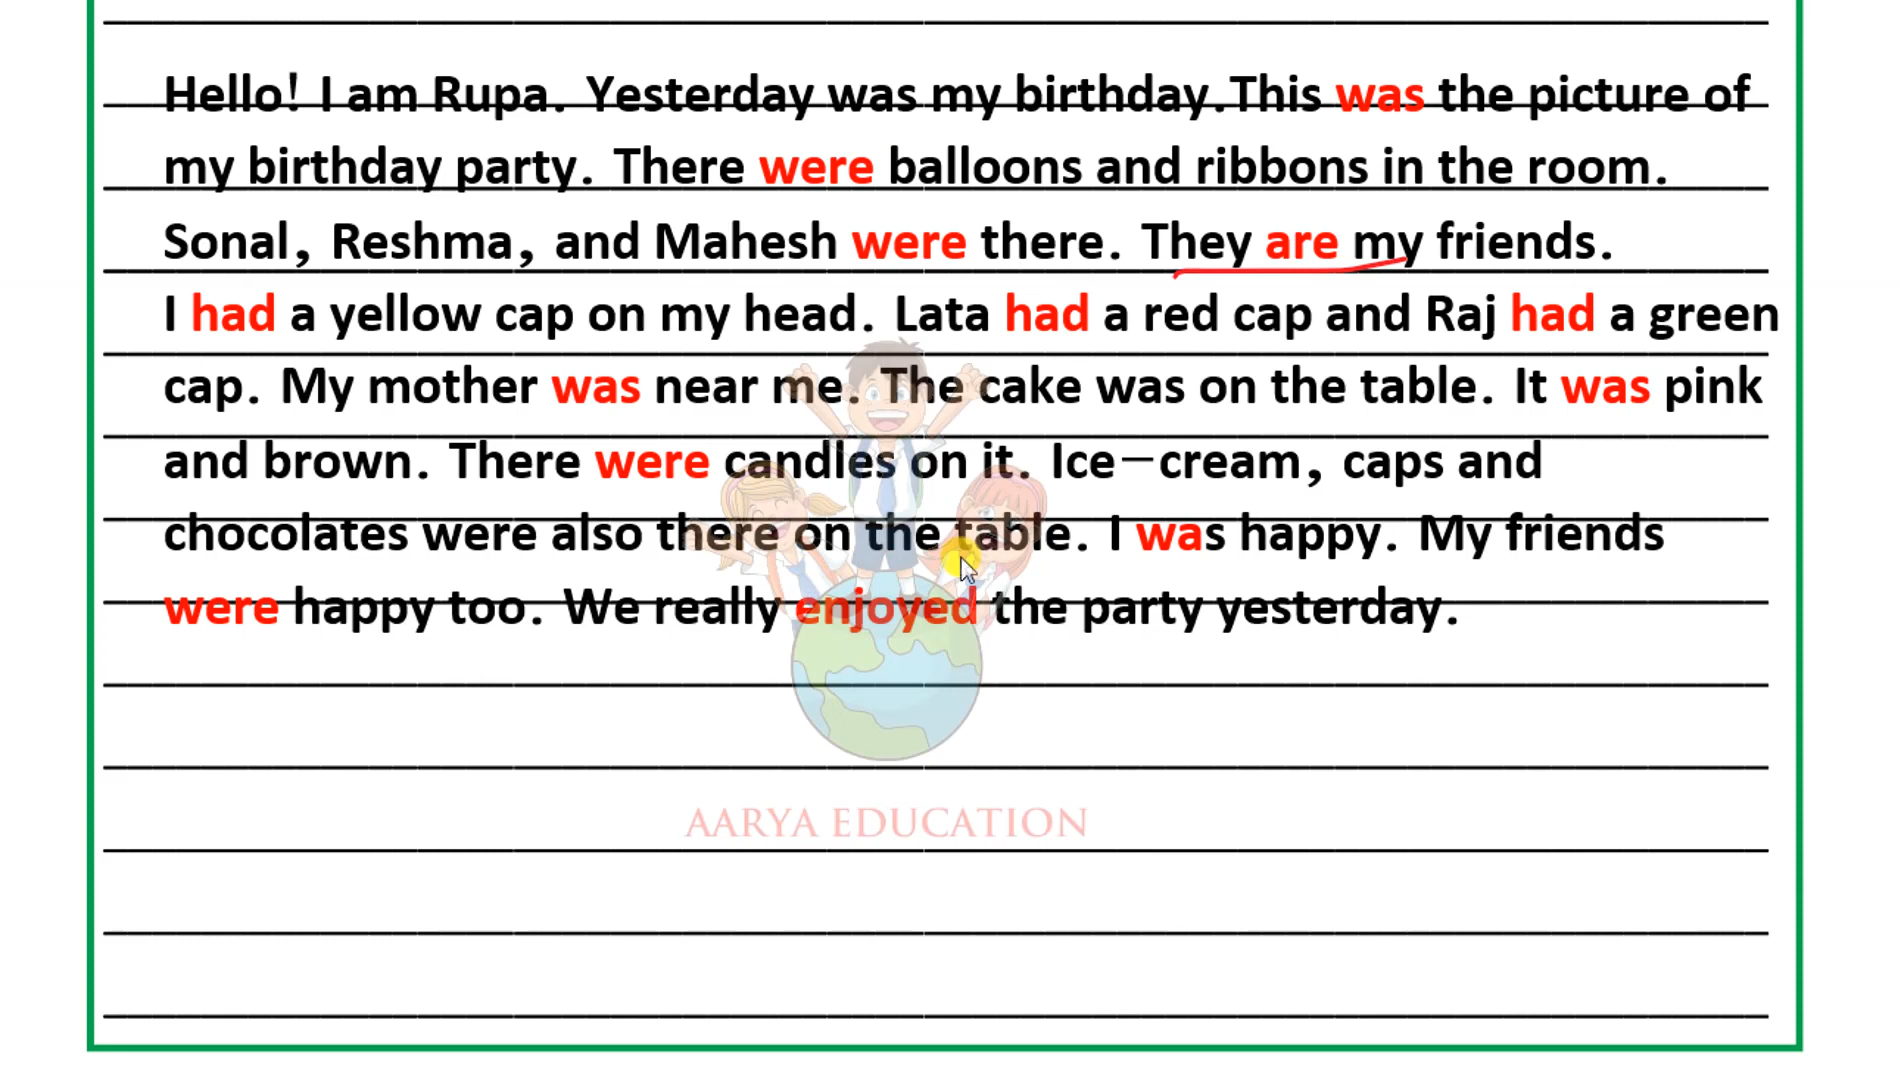 Hello! I am Rupa. Yesterday was my birthday.This was the picture of
my birthday party. There were balloons and ribbons in the room.
Sonal, Reshma, and Mahesh were there. They are my friends.
I had a yellow cap on my head. Lata had a red cap and Raj had a green
cap. My mother was near me. The cake was on the table. It was pink
and brown. There were candles on it. Ice-cream, caps and
chocolates were also there on the table. I was happy. My friends
were happy too. We really enjoyed the party yesterday.
AARYA EDUCATION